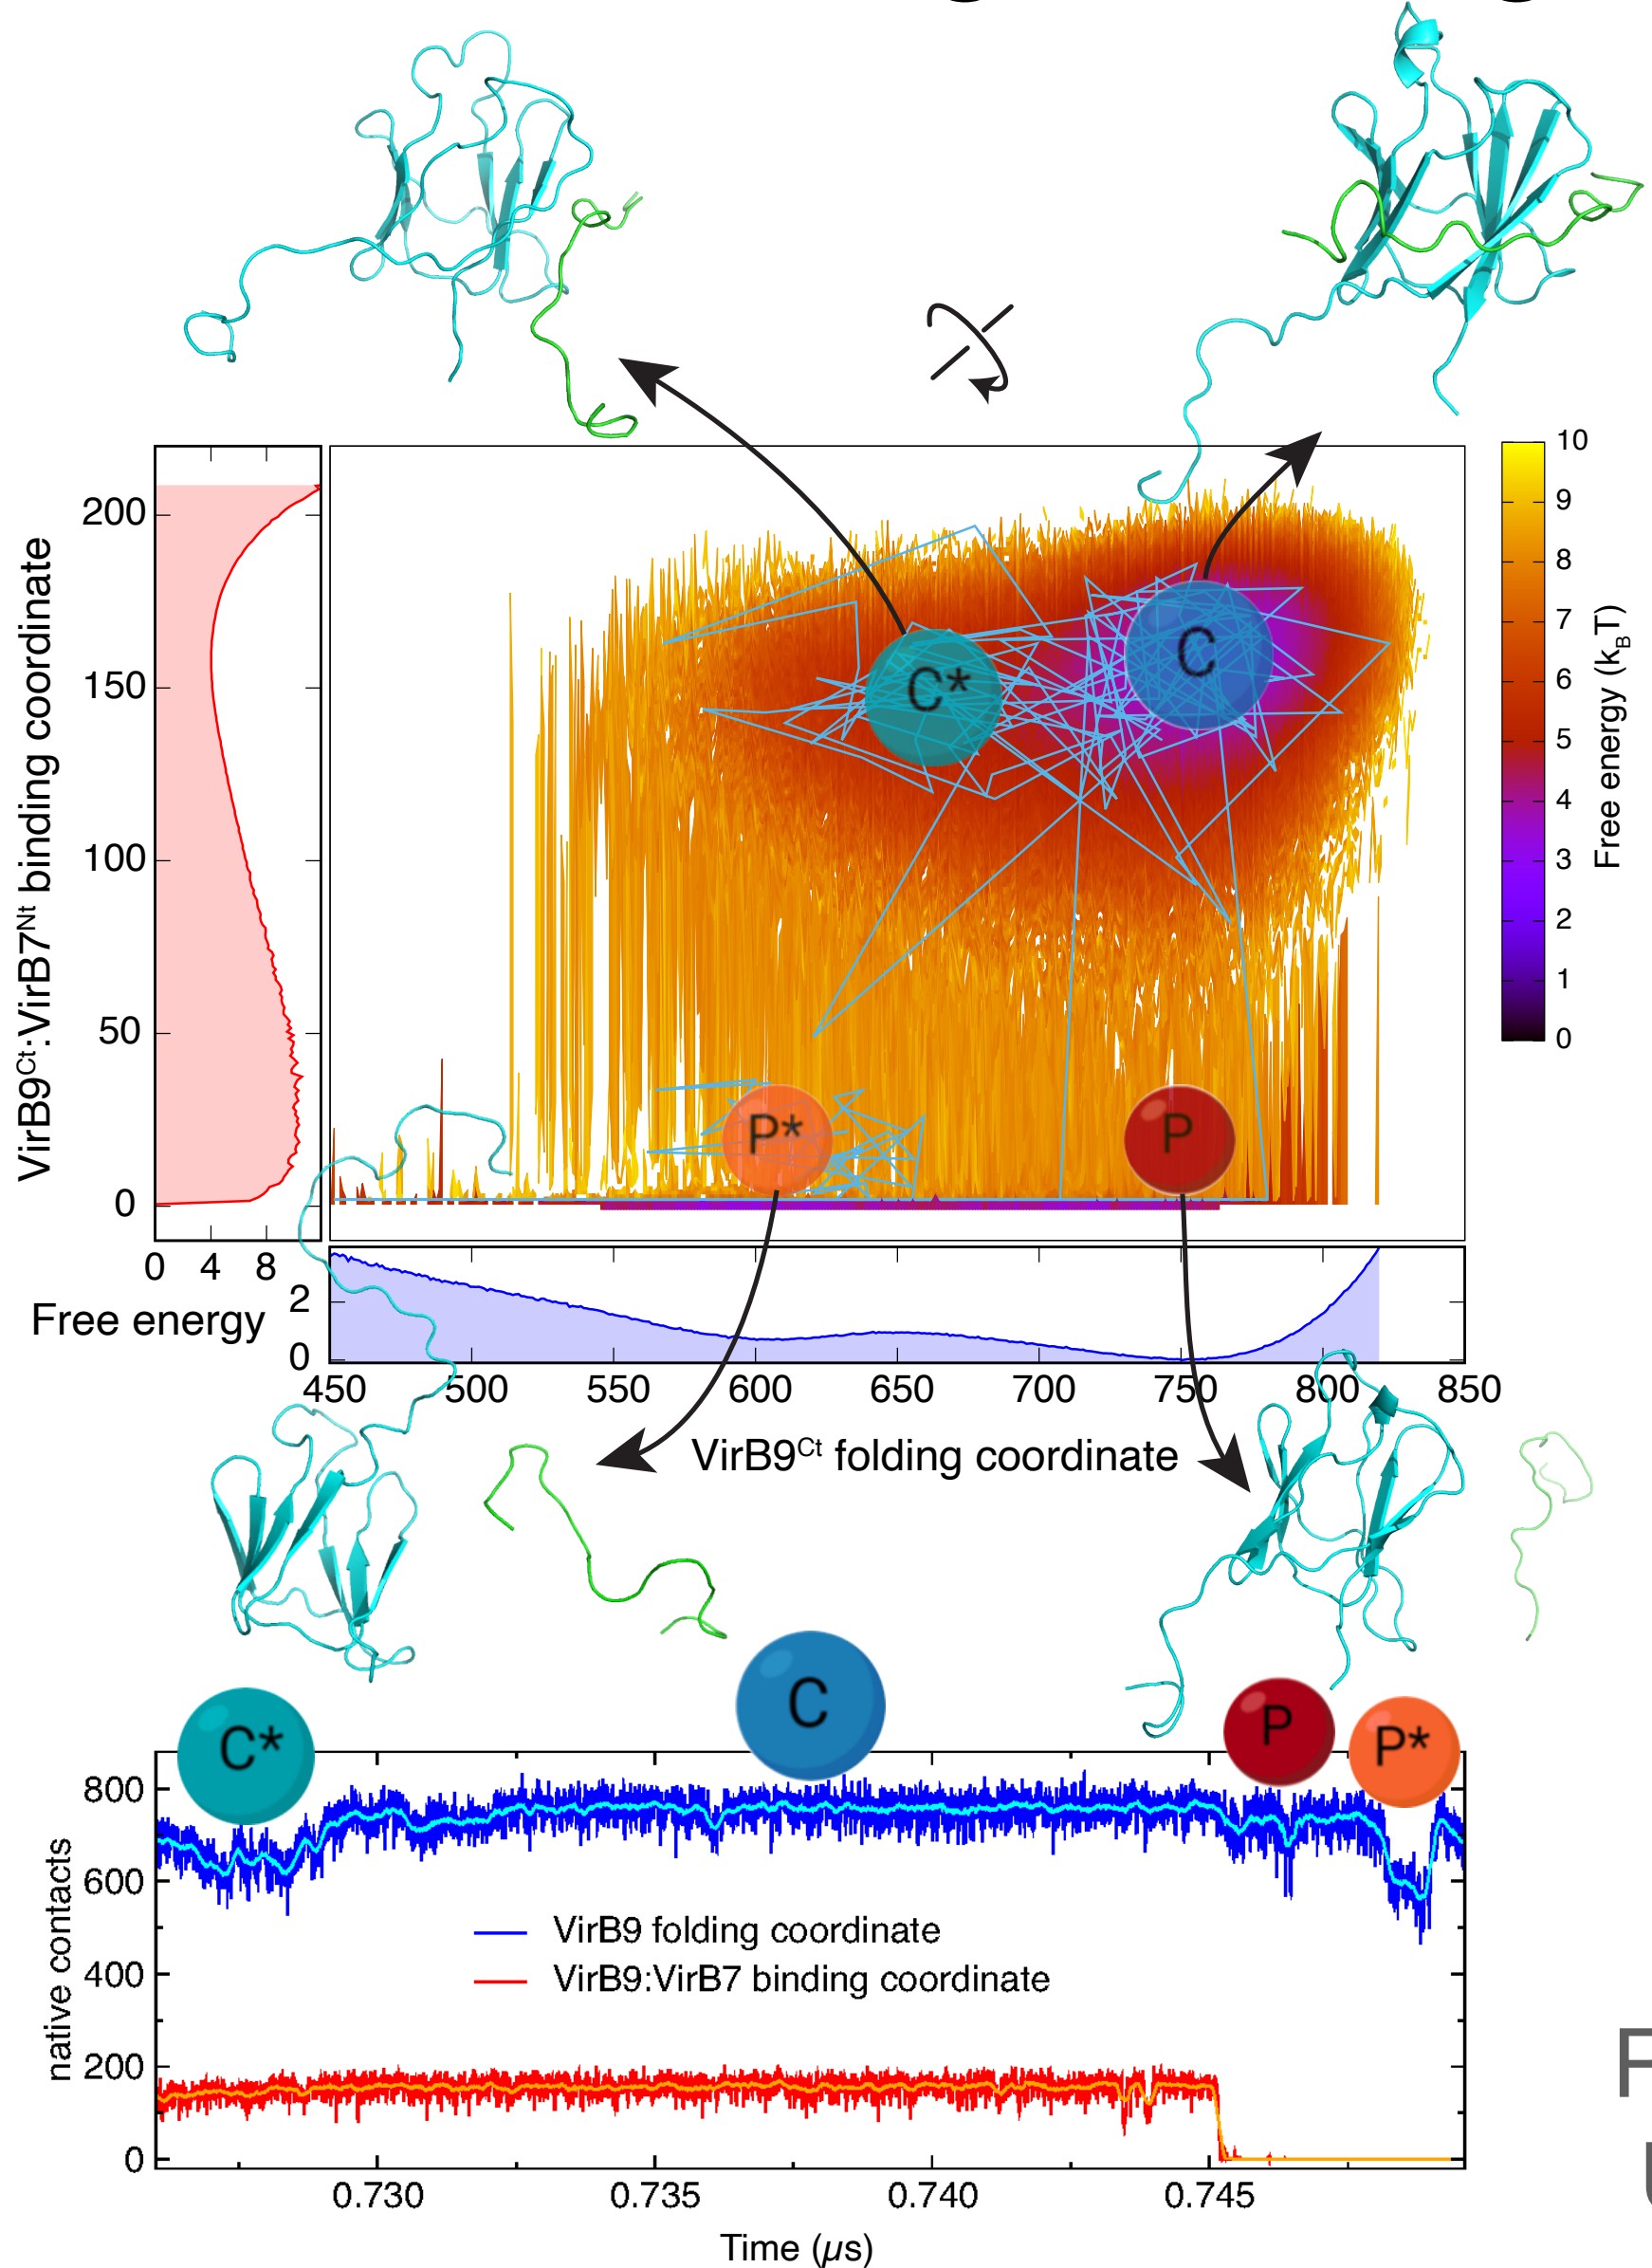 200
150
100
50
0
VirB9Ct:VirB7Nt binding coordinate
0 4 8
C*
C
P*
P
10
9
8
7
6
5
4
3
2
1
0
Free energy (kBT)
Free energy
2
0
450 500 550 600 650 700 750 800 850
VirB9Ct folding coordinate
C*
C
P
P*
800
600
400
200
0
native contacts
VirB9 folding coordinate
VirB9:VirB7 binding coordinate
0.730 0.735 0.740 0.745
Time (μs)